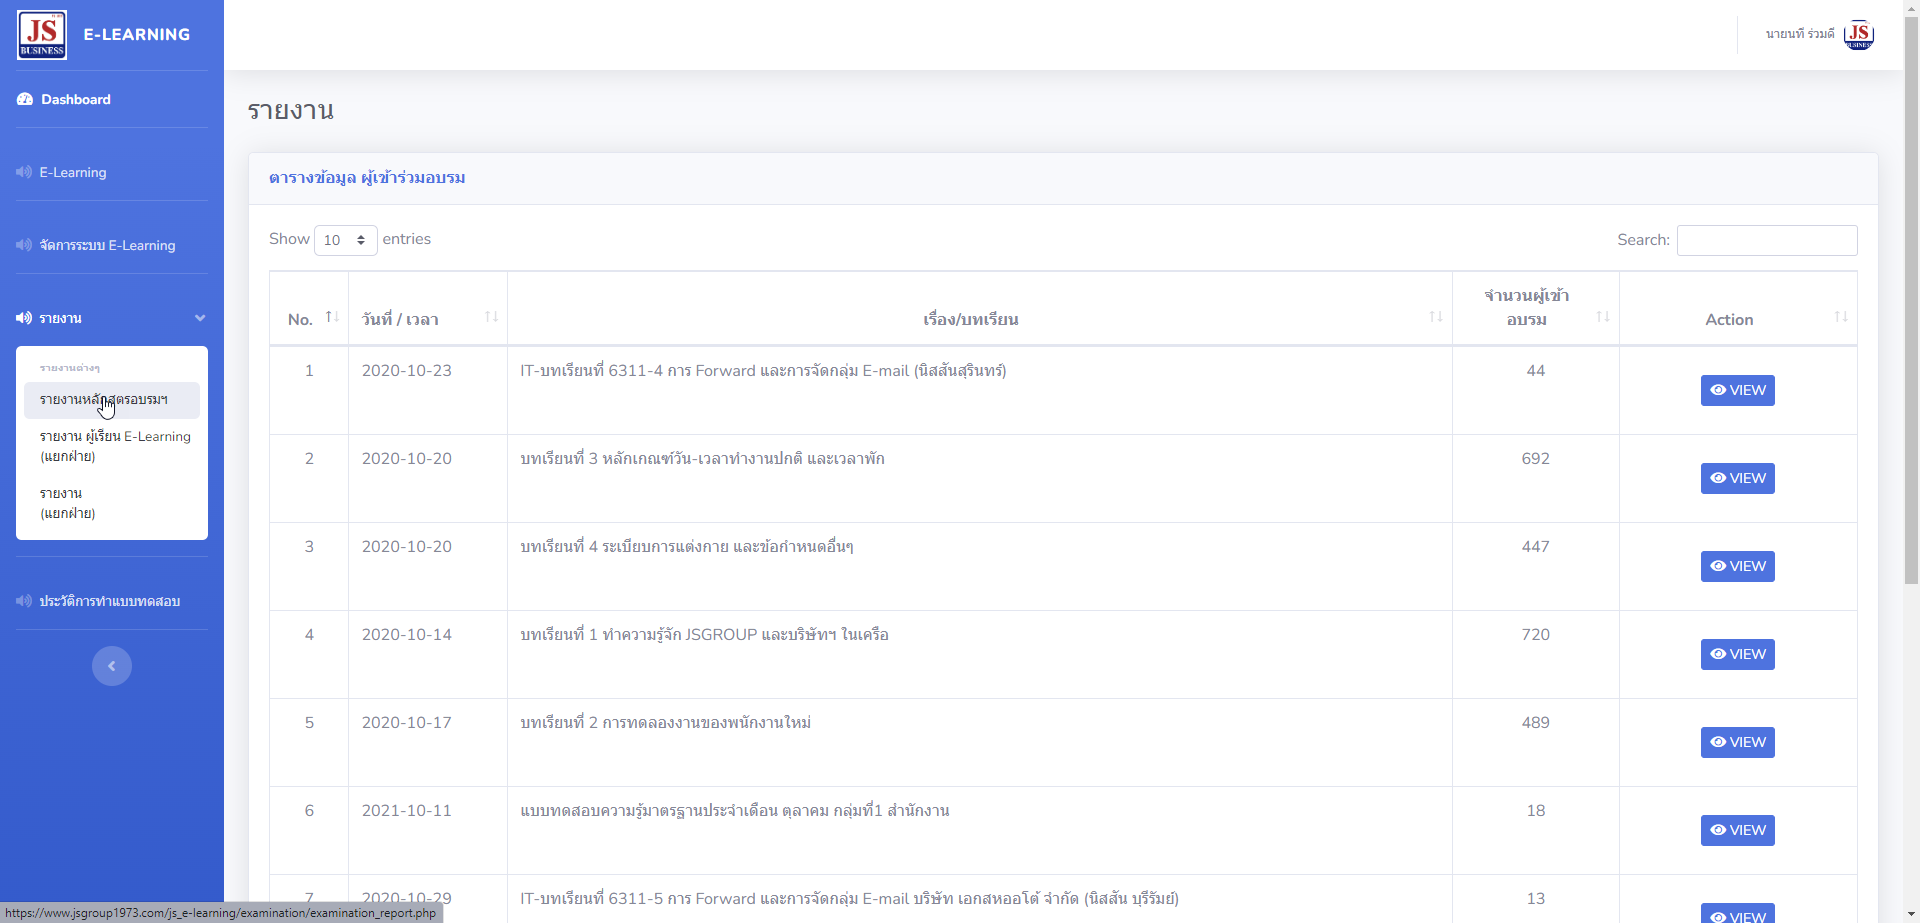 JS
BUSINESS
E-LEARNING
นายนที ร่วมดี
Dashboard
E-Learning
จัดการระบบ E-Learning
รายงาน
รายงานต่างๆ
รายงานหลักสูตรอบรมฯ
รายงาน ผู้เรียน E-Learning
(แยกฝ่าย)
รายงาน
(แยกฝ่าย)
ประวัติการทำแบบทดสอบ
รายงาน
ตารางข้อมูล ผู้เข้าร่วมอบรม
Show 10 entries
Search:
No. วันที่ / เวลา เรื่อง/บทเรียน จำนวนผู้เข้าอบรม Action
1 2020-10-23 IT-บทเรียนที่ 6311-4 การ Forward และการจัดกลุ่ม E-mail (นิสสันสุรินทร์) 44 VIEW
2 2020-10-20 บทเรียนที่ 3 หลักเกณฑ์วัน-เวลาทำงานปกติ และเวลาพัก 692 VIEW
3 2020-10-20 บทเรียนที่ 4 ระเบียบการแต่งกาย และข้อกำหนดอื่นๆ 447 VIEW
4 2020-10-14 บทเรียนที่ 1 ทำความรู้จัก JSGROUP และบริษัทฯ ในเครือ 720 VIEW
5 2020-10-17 บทเรียนที่ 2 การทดลองงานของพนักงานใหม่ 489 VIEW
6 2021-10-11 แบบทดสอบความรู้มาตรฐานประจำเดือน ตุลาคม กลุ่มที่1 สำนักงาน 18 VIEW
7 2020-10-29 IT-บทเรียนที่ 6311-5 การ Forward และการจัดกลุ่ม E-mail บริษัท เอกสหออโต้ จำกัด (นิสสัน บุรีรัมย์) 13 VIEW
https://www.jsgroup1973.com/js_e-learning/examination/examination_report.php